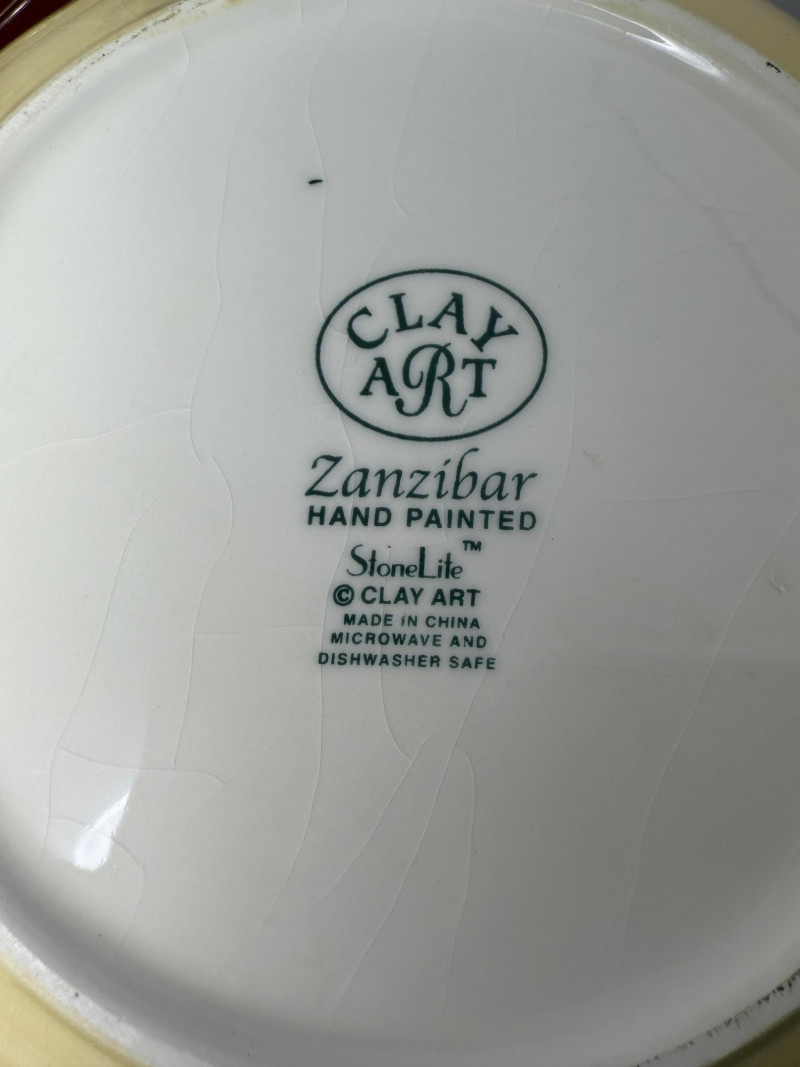 CLAY
ART
Zanzibar
HAND PAINTED
StoneLite™
© CLAY ART
MADE IN CHINA
MICROWAVE AND
DISHWASHER SAFE